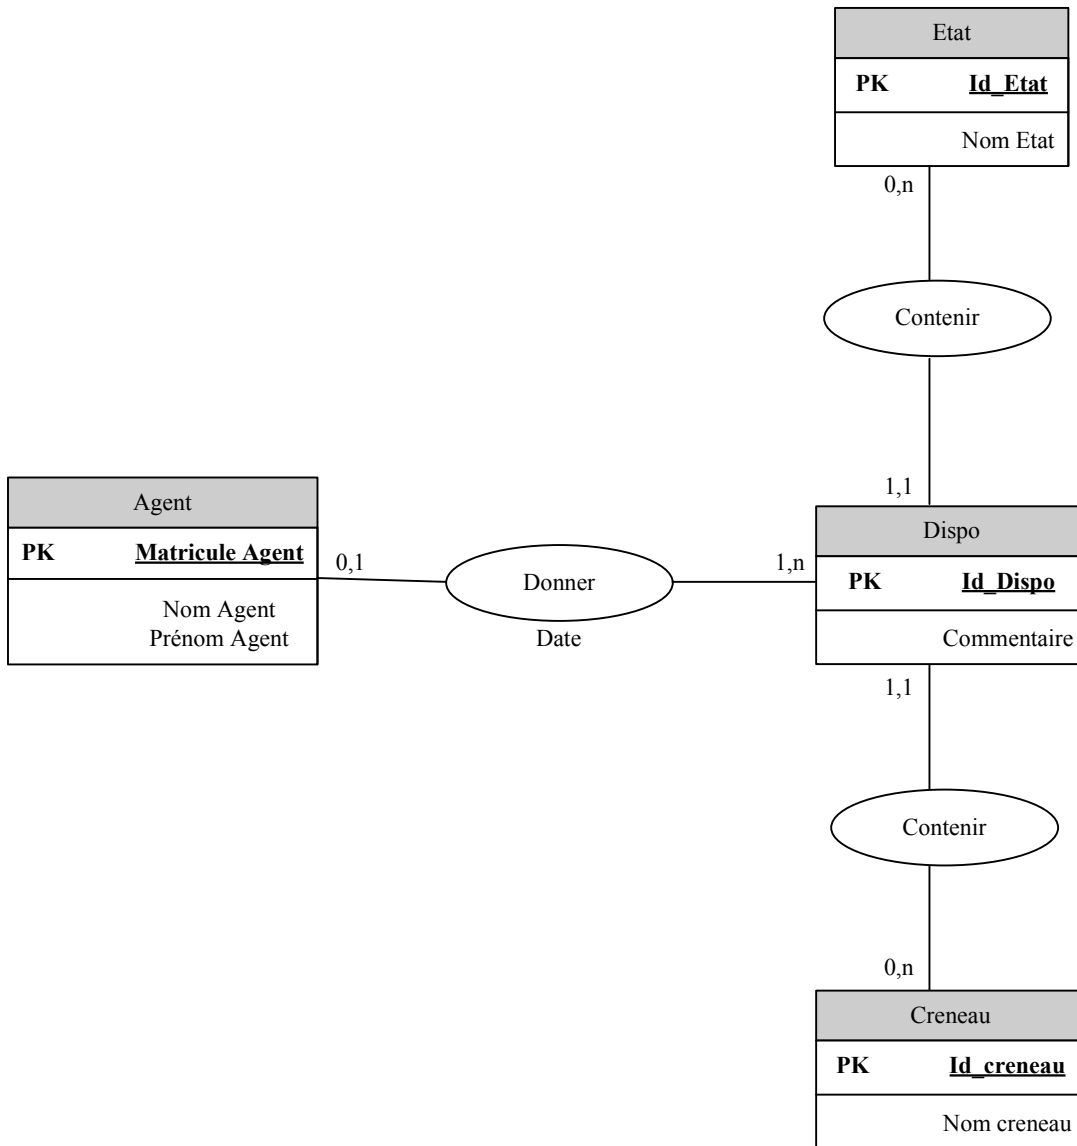 Etat
PK Id_Etat
Nom Etat
0,n
Contenir
1,1
Agent
PK Matricule Agent
Nom Agent
Prénom Agent
0,1
Donner
Date
1,n
Dispo
PK Id_Dispo
Commentaire
1,1
Contenir
0,n
Creneau
PK Id_creneau
Nom creneau